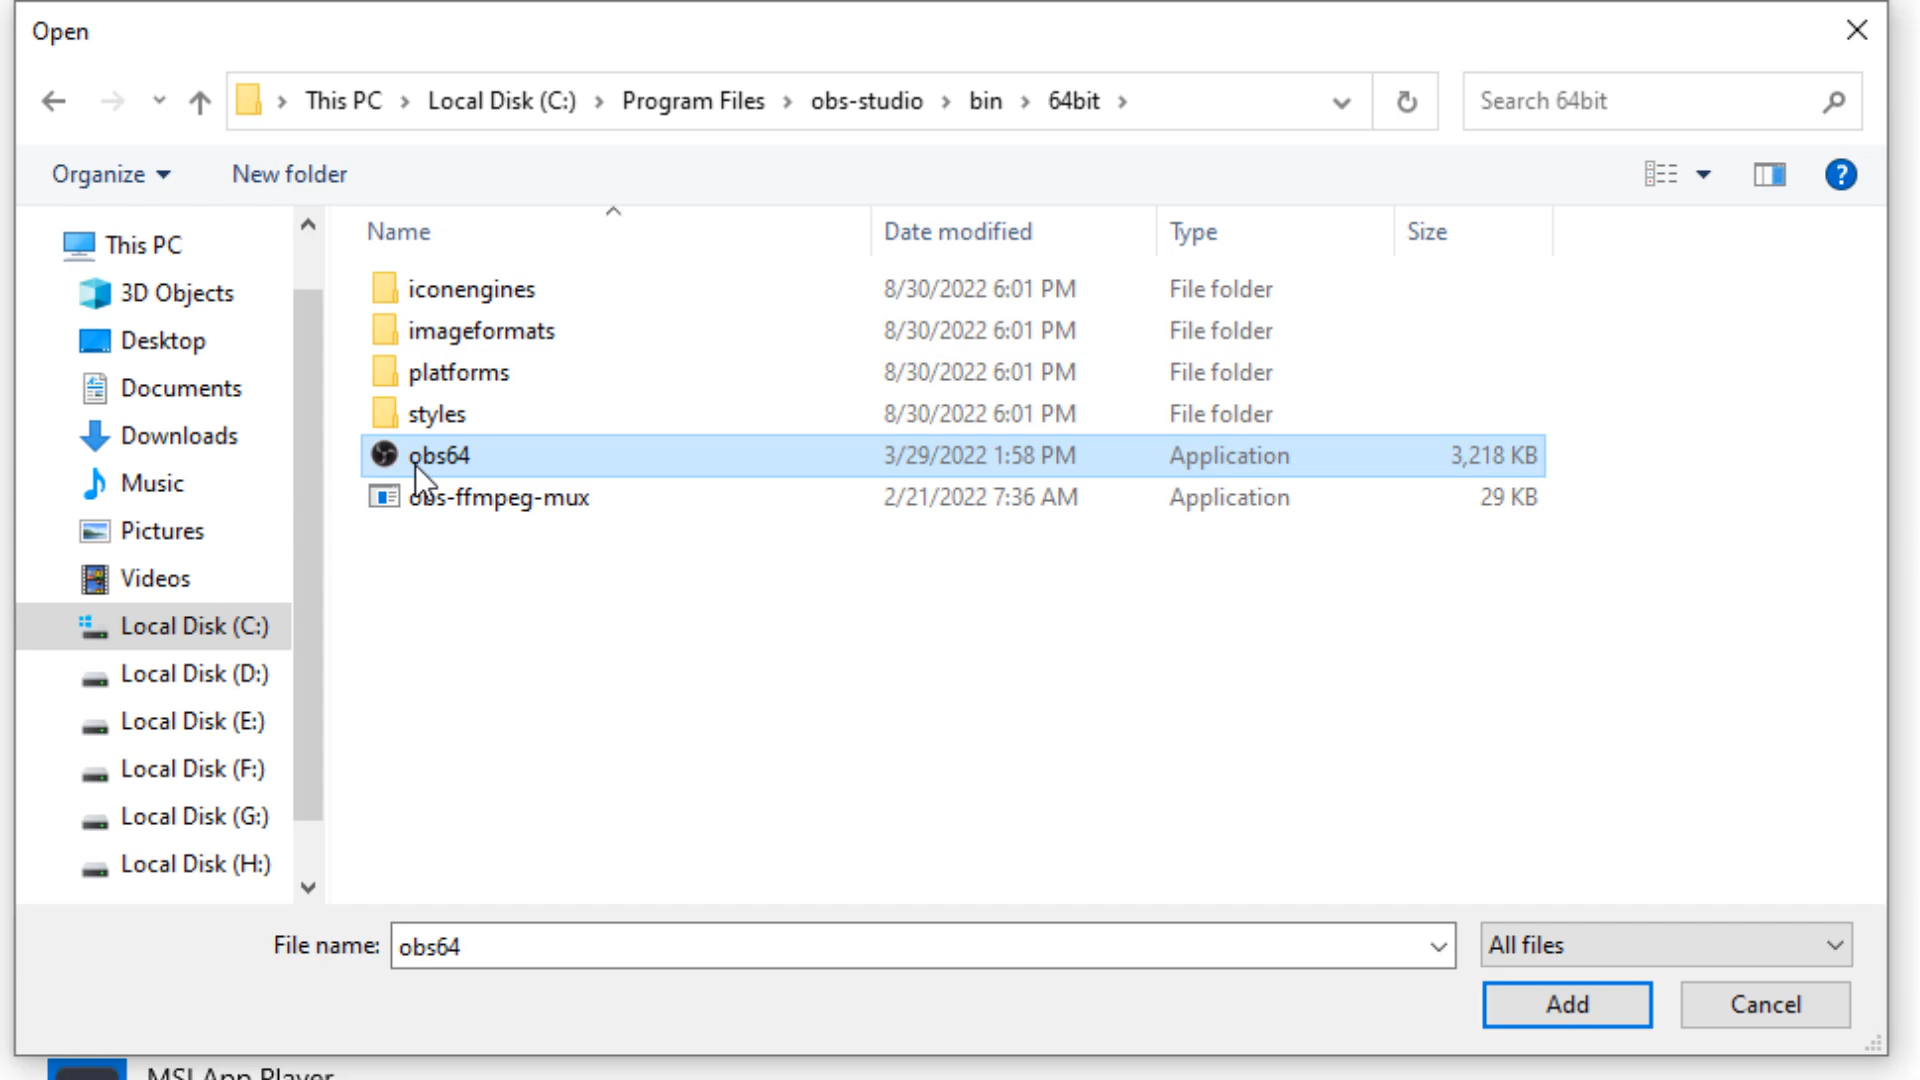 Open
This PC > Local Disk (C:) > Program Files > obs-studio > bin > 64bit >
Search 64bit
Organize
New folder
Name
Date modified
Type
Size
This PC
3D Objects
Desktop
Documents
Downloads
Music
Pictures
Videos
Local Disk (C:)
Local Disk (D:)
Local Disk (E:)
Local Disk (F:)
Local Disk (G:)
Local Disk (H:)
iconengines 8/30/2022 6:01 PM File folder
imageformats 8/30/2022 6:01 PM File folder
platforms 8/30/2022 6:01 PM File folder
styles 8/30/2022 6:01 PM File folder
obs64 3/29/2022 1:58 PM Application 3,218 KB
obs-ffmpeg-mux 2/21/2022 7:36 AM Application 29 KB
File name: obs64
All files
Add
Cancel
MSI App Player